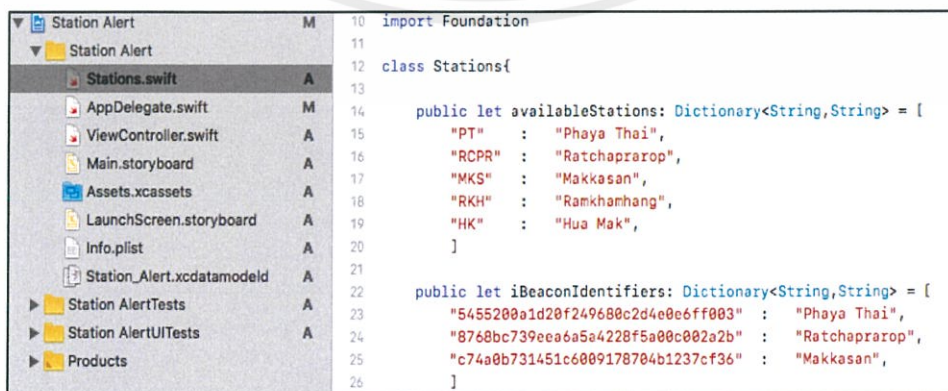 Station Alert M
Station Alert
Stations.swift A
AppDelegate.swift M
ViewController.swift A
Main.storyboard A
Assets.xcassets A
LaunchScreen.storyboard A
Info.plist A
Station_Alert.xcdatamodeld A
Station AlertTests A
Station AlertUITests A
Products
10 import Foundation
11
12 class Stations{
13
14 public let availableStations: Dictionary<String,String> = [
15 "PT" : "Phaya Thai",
16 "RCPR" : "Ratchaprarop",
17 "MKS" : "Makkasan",
18 "RKH" : "Ramkhamhang",
19 "HK" : "Hua Mak",
20 ]
21
22 public let iBeaconIdentifiers: Dictionary<String,String> = [
23 "5455200a1d20f249680c2d4e0e6ff003" : "Phaya Thai",
24 "8768bc739eea6a5a4228f5a00c002a2b" : "Ratchaprarop",
25 "c74a0b731451c6009178704b1237cf36" : "Makkasan",
26 ]